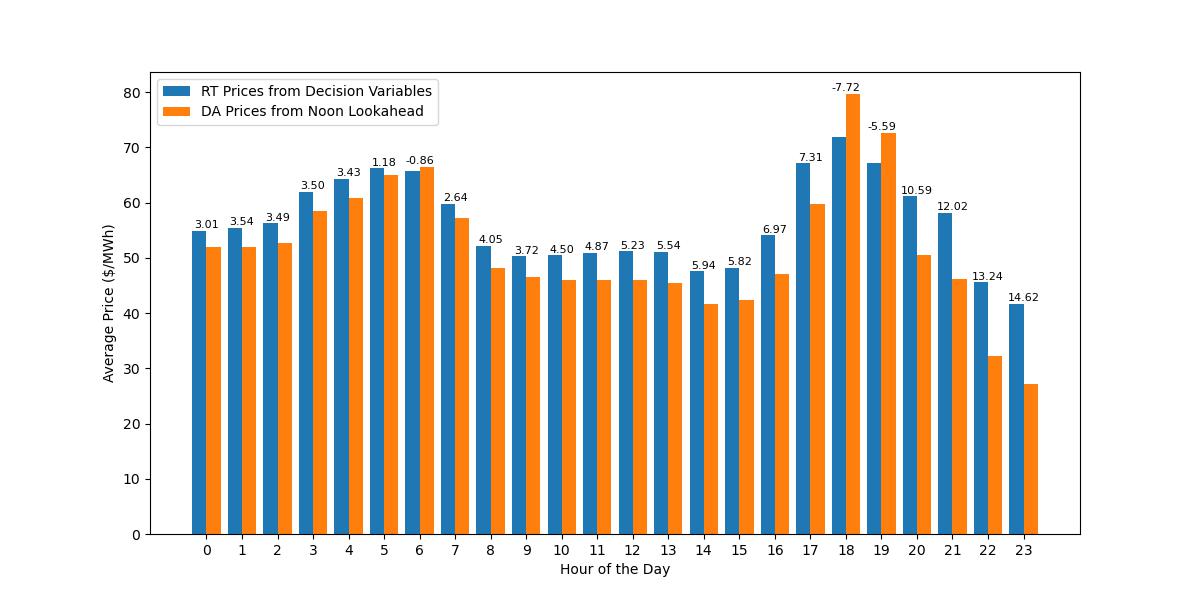 RT Prices from Decision Variables
DA Prices from Noon Lookahead
Average Price ($/MWh)
80
70
60
50
40
30
20
10
0
3.01 3.54 3.49 3.50 3.43 1.18 -0.86 2.64 4.05 3.72 4.50 4.87 5.23 5.54 5.94 5.82 6.97 7.31 -7.72 -5.59 10.59 12.02 13.24 14.62
0 1 2 3 4 5 6 7 8 9 10 11 12 13 14 15 16 17 18 19 20 21 22 23
Hour of the Day